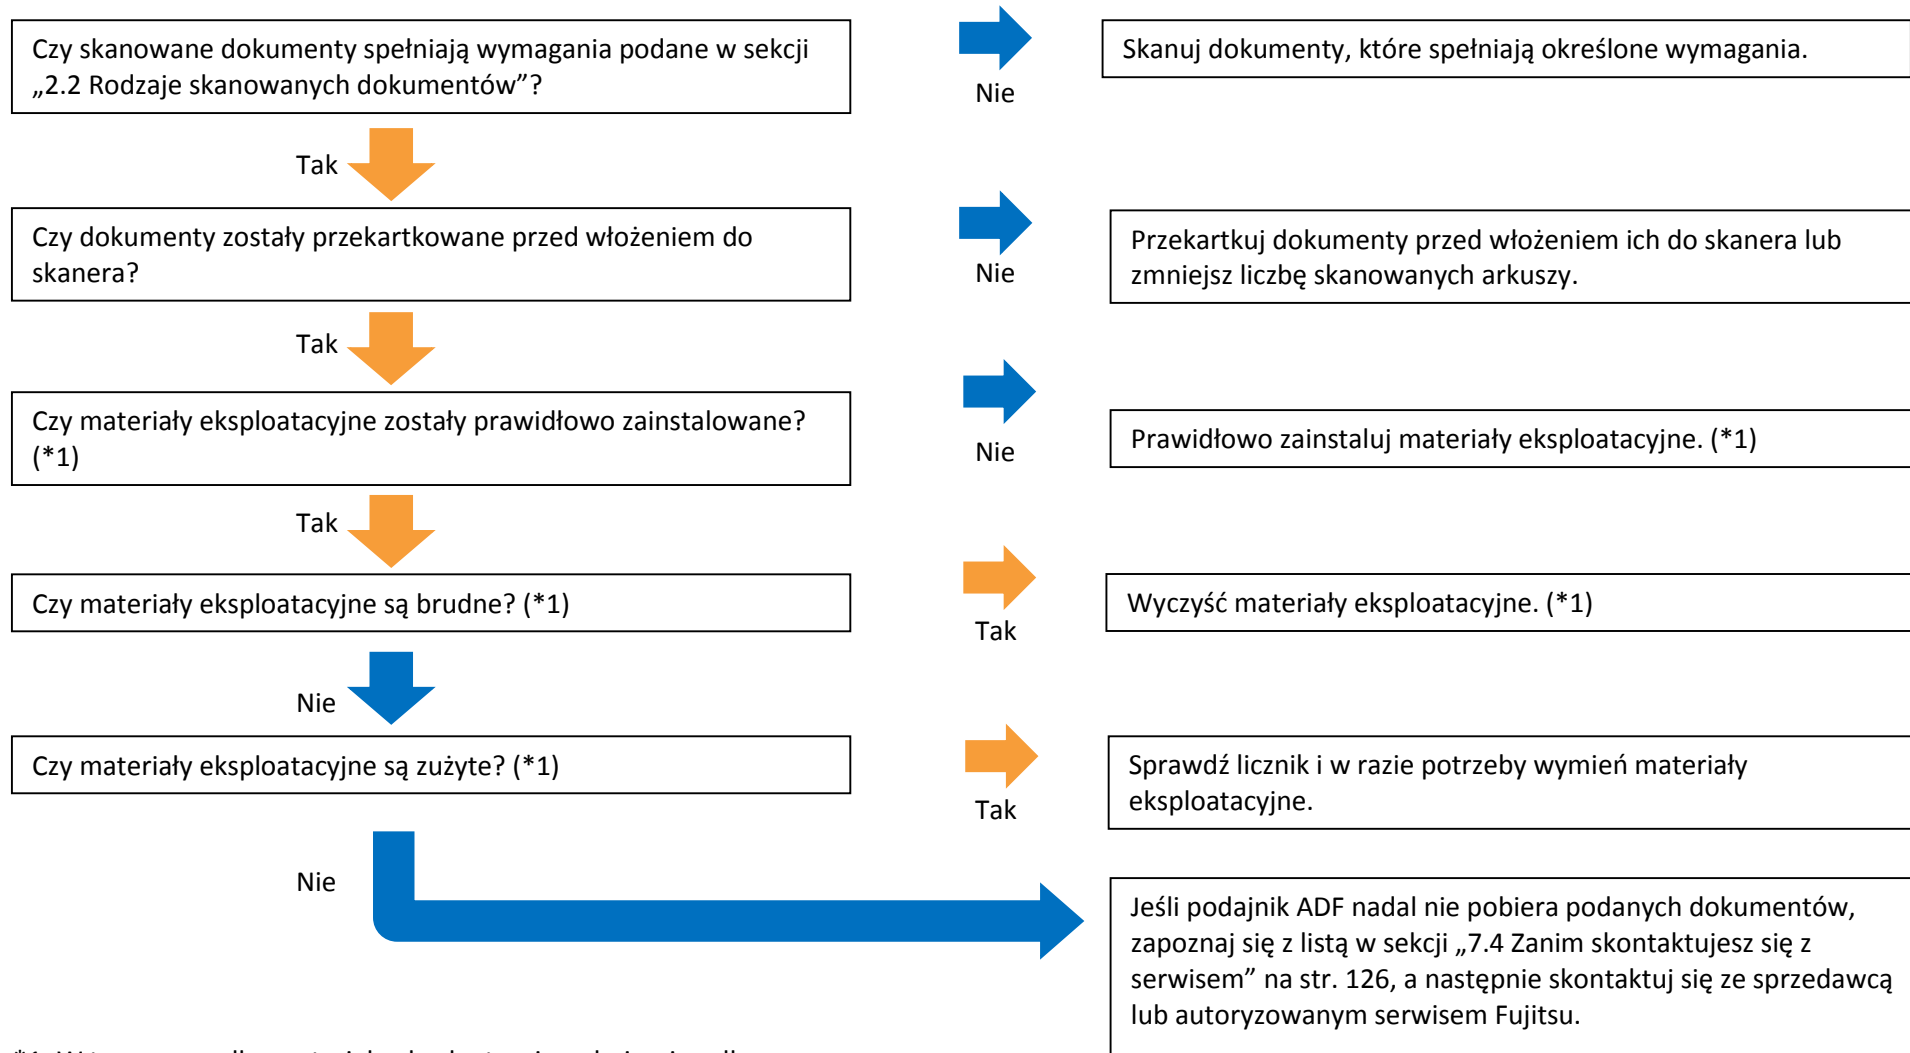 Czy skanowane dokumenty spełniają wymagania podane w sekcji
„2.2 Rodzaje skanowanych dokumentów”?
Nie
Skanuj dokumenty, które spełniają określone wymagania.
Tak
Czy dokumenty zostały przekartkowane przed włożeniem do
skanera?
Nie
Przekartkuj dokumenty przed włożeniem ich do skanera lub
zmniejsz liczbę skanowanych arkuszy.
Tak
Czy materiały eksploatacyjne zostały prawidłowo zainstalowane?
(*1)
Nie
Prawidłowo zainstaluj materiały eksploatacyjne. (*1)
Tak
Czy materiały eksploatacyjne są brudne? (*1)
Tak
Wyczyść materiały eksploatacyjne. (*1)
Nie
Czy materiały eksploatacyjne są zużyte? (*1)
Tak
Sprawdź licznik i w razie potrzeby wymień materiały
eksploatacyjne.
Nie
Jeśli podajnik ADF nadal nie pobiera podanych dokumentów,
zapoznaj się z listą w sekcji „7.4 Zanim skontaktujesz się z
serwisem” na str. 126, a następnie skontaktuj się ze sprzedawcą
lub autoryzowanym serwisem Fujitsu.